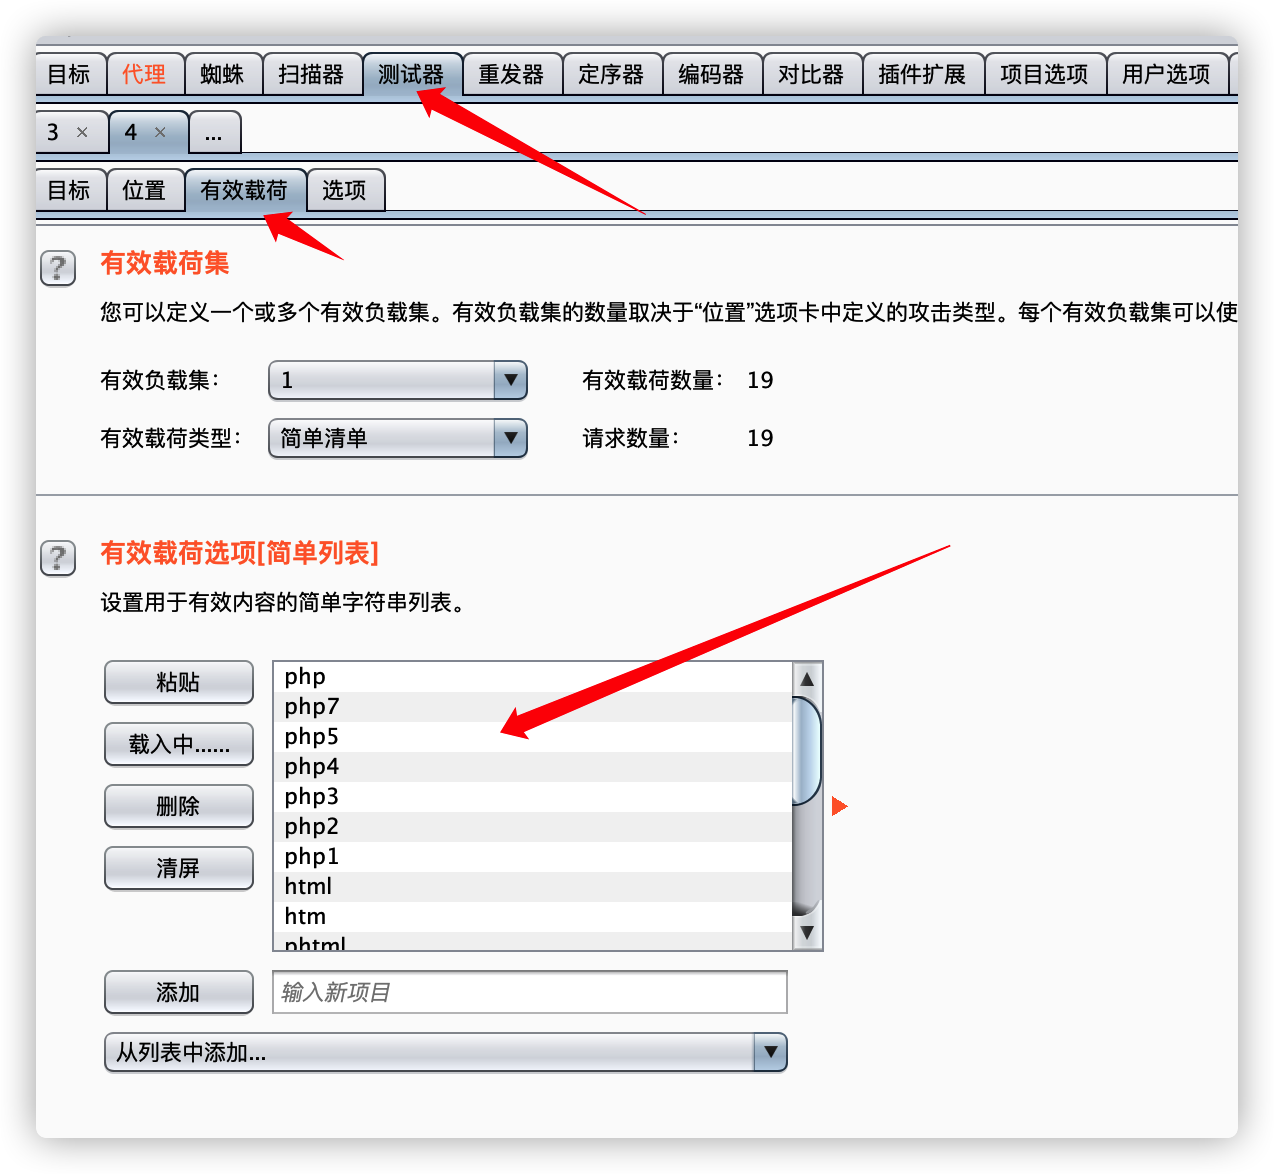 目标 代理 蜘蛛 扫描器 测试器 重发器 定序器 编码器 对比器 插件扩展 项目选项 用户选项
3 × 4 × ...
目标 位置 有效载荷 选项
? 有效载荷集
您可以定义一个或多个有效负载集。有效负载集的数量取决于“位置”选项卡中定义的攻击类型。每个有效负载集可以使
有效负载集： 1 有效载荷数量： 19
有效载荷类型： 简单清单 请求数量： 19
? 有效载荷选项[简单列表]
设置用于有效内容的简单字符串列表。
粘贴
载入中......
删除
清屏
php
php7
php5
php4
php3
php2
php1
html
htm
phtml
添加 输入新项目
从列表中添加...